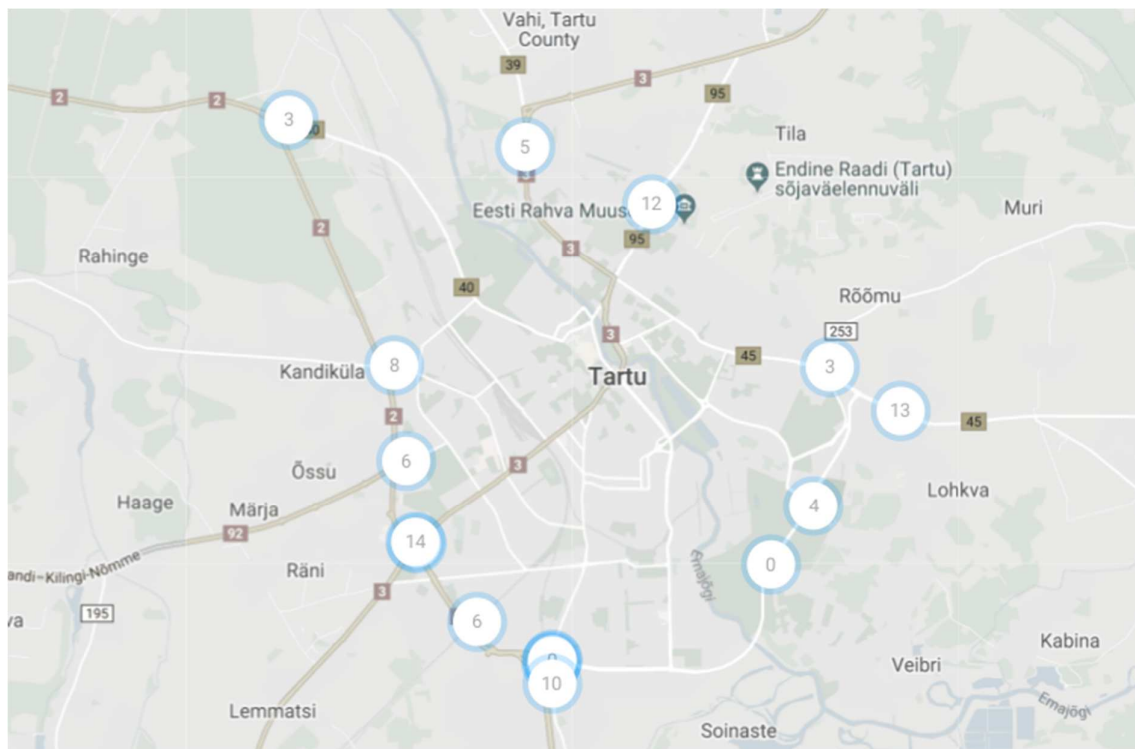 Vahi, Tartu
County
39
3
2
2
95
3
40
5
Tila
3
Endine Raadi (Tartu)
sõjaväelennuväli
12
Eesti Rahva Muus
Muri
2
95
3
Rahinge
40
Rõõmu
253
3
45
3
8
Kandiküla
Tartu
13
2
45
6
3
Õssu
Lohkva
Haage
Märja
4
92
14
andi-Kilingi-Nõmme
0
Räni
3
Emajõgi
195
va
6
Kabina
Veibri
10
Emajõgi
Lemmatsi
Soinaste